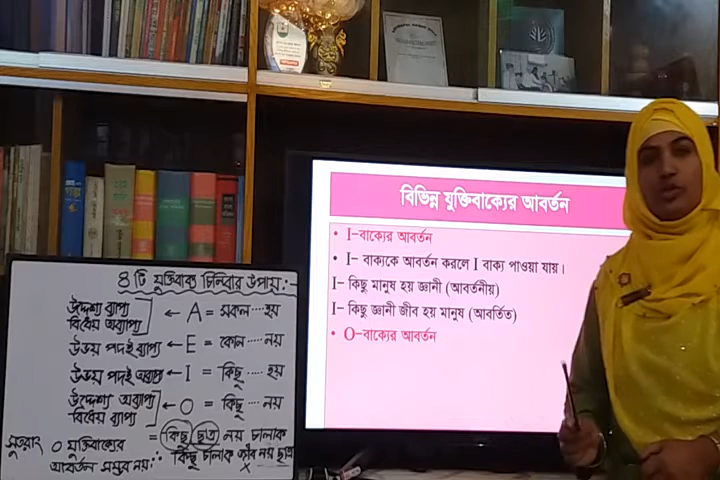 বিভিন্ন যুক্তিবাক্যের আবর্তন
• I-বাক্যের আবর্তন
• I- বাক্যকে আবর্তন করলে I বাক্য পাওয়া যায়।
I- কিছু মানুষ হয় জ্ঞানী (আবর্তনীয়)
I- কিছু জ্ঞানী জীব হয় মানুষ (আবর্তিত)
• O-বাক্যের আবর্তন
৪ টি যুক্তিবাক্য চিনিবার উপায়:-
উদ্দেশ্য ব্যাপ্য
বিধেয় অব্যাপ্য
← A = সকল .... হয়
উভয় পদই ব্যাপ্য ← E = কোন ..... নয়
উভয় পদই অব্যাপ্য ← I = কিছু ..... হয়
উদ্দেশ্য অব্যাপ্য
বিধেয় ব্যাপ্য
← O = কিছু ..... নয়
= কিছু ছাত্র নয় চালাক
সুতরাং O যুক্তিবাক্যের
আবর্তন সম্ভব নয়
∴ কিছু চালাক জীব নয় ছাত্র
×